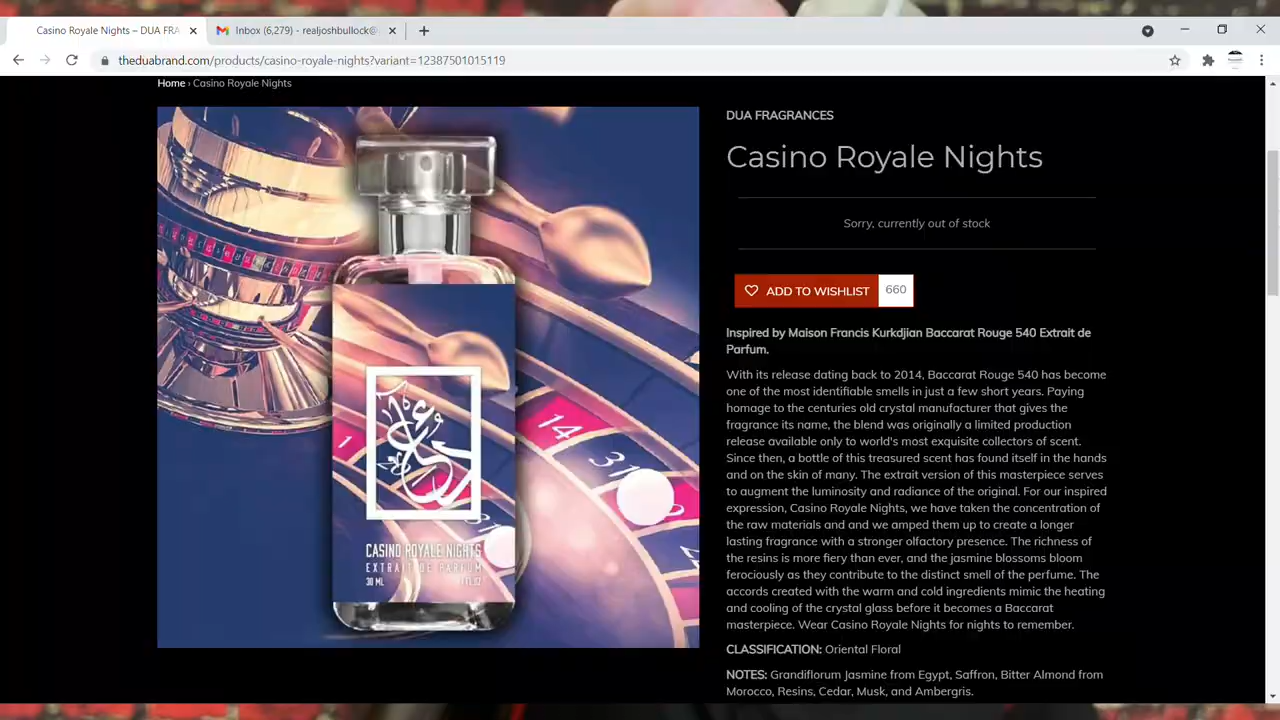 Casino Royale Nights – DUA FRA
Inbox (6,279) - realjoshbullock@
theduabrand.com/products/casino-royale-nights?variant=12387501015119
Home › Casino Royale Nights
DUA FRAGRANCES
Casino Royale Nights
Sorry, currently out of stock
ADD TO WISHLIST 660
Inspired by Maison Francis Kurkdjian Baccarat Rouge 540 Extrait de
Parfum.
With its release dating back to 2014, Baccarat Rouge 540 has become
one of the most identifiable smells in just a few short years. Paying
homage to the centuries old crystal manufacturer that gives the
fragrance its name, the blend was originally a limited production
release available only to world's most exquisite collectors of scent.
Since then, a bottle of this treasured scent has found itself in the hands
and on the skin of many. The extrait version of this masterpiece serves
to augment the luminosity and radiance of the original. For our inspired
expression, Casino Royale Nights, we have taken the concentration of
the raw materials and and we amped them up to create a longer
lasting fragrance with a stronger olfactory presence. The richness of
the resins is more fiery than ever, and the jasmine blossoms bloom
ferociously as they contribute to the distinct smell of the perfume. The
accords created with the warm and cold ingredients mimic the heating
and cooling of the crystal glass before it becomes a Baccarat
masterpiece. Wear Casino Royale Nights for nights to remember.
CLASSIFICATION: Oriental Floral
NOTES: Grandiflorum Jasmine from Egypt, Saffron, Bitter Almond from
Morocco, Resins, Cedar, Musk, and Ambergris.
1
14
31
CASINO ROYALE NIGHTS
EXTRAIT DE PARFUM
30 ML